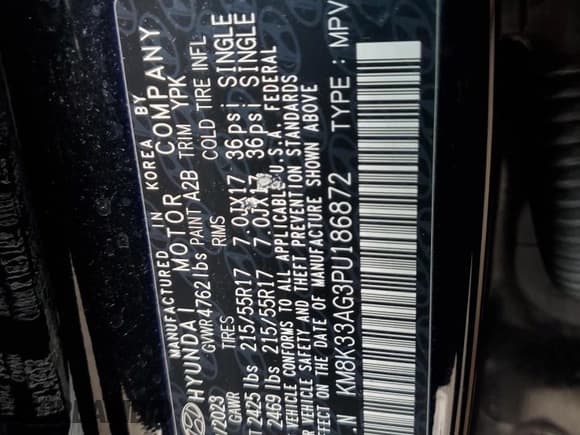 MANUFACTURED IN KOREA BY
HYUNDAI MOTOR COMPANY
/2023 GVWR 4762 lbs PAINT A2B TRIM YPK
GAWR TIRES RIMS COLD TIRE INFL
T 2425 lbs 215/55R17 7.0JX17 36psi SINGLE
2469 lbs 215/55R17 7.0JX17 36psi SINGLE
VEHICLE CONFORMS TO ALL APPLICABLE U.S.A. FEDERAL
VEHICLE SAFETY AND THEFT PREVENTION STANDARDS
EFFECT ON THE DATE OF MANUFACTURE SHOWN ABOVE
.N KM8K33AG3PU186872 TYPE : MPV